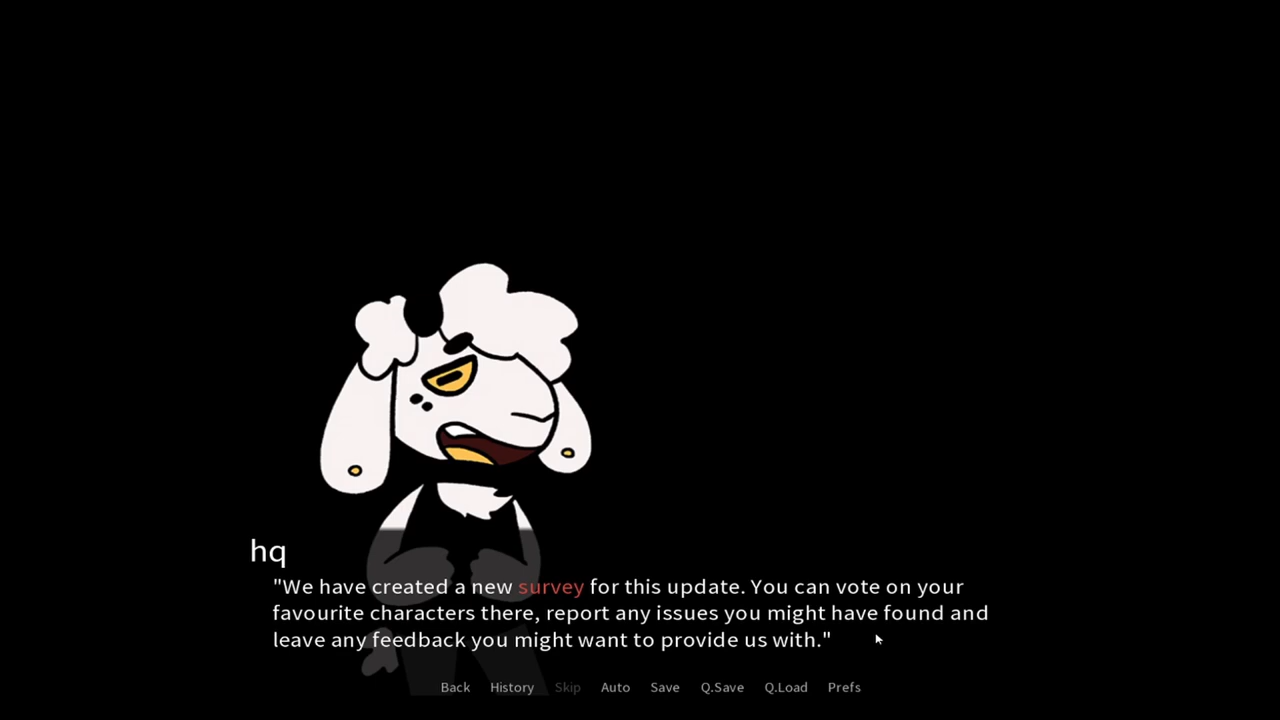 hq
"We have created a new survey for this update. You can vote on your
favourite characters there, report any issues you might have found and
leave any feedback you might want to provide us with."
Back History Skip Auto Save Q.Save Q.Load Prefs